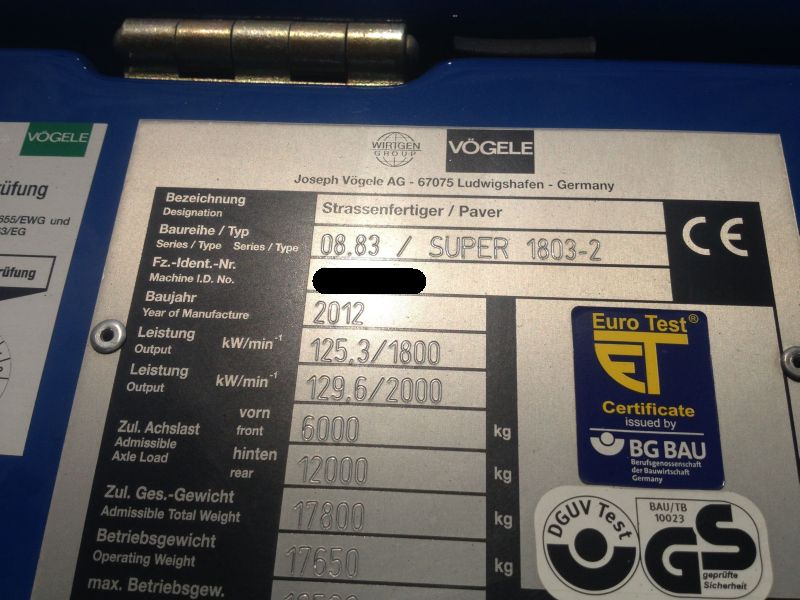 VÖGELE
rüfung
655/EWG und
3/EG
rüfung
WIRTGEN
GROUP
VÖGELE
Joseph Vögele AG - 67075 Ludwigshafen - Germany
Bezeichnung
Designation
Strassenfertiger / Paver
Baureihe / Typ
Series / Type Series / Type
08.83 / SUPER 1803-2
CE
Fz.-Ident.-Nr.
Machine I.D. No.
Baujahr
Year of Manufacture
2012
Leistung
Output
kW/min⁻¹
125.3/1800
Leistung
Output
kW/min⁻¹
129.6/2000
Zul. Achslast
Admissible
Axle Load
vorn
front
6000
kg
hinten
rear
12000
kg
Zul. Ges.-Gewicht
Admissible Total Weight
17800
kg
Betriebsgewicht
Operating Weight
17650
kg
max. Betriebsgew.
Euro Test®
ET
Certificate
issued by
BG BAU
Berufsgenossenschaft
der Bauwirtschaft
Germany
DGUV Test
BAU/TB
10023
GS
geprüfte
Sicherheit